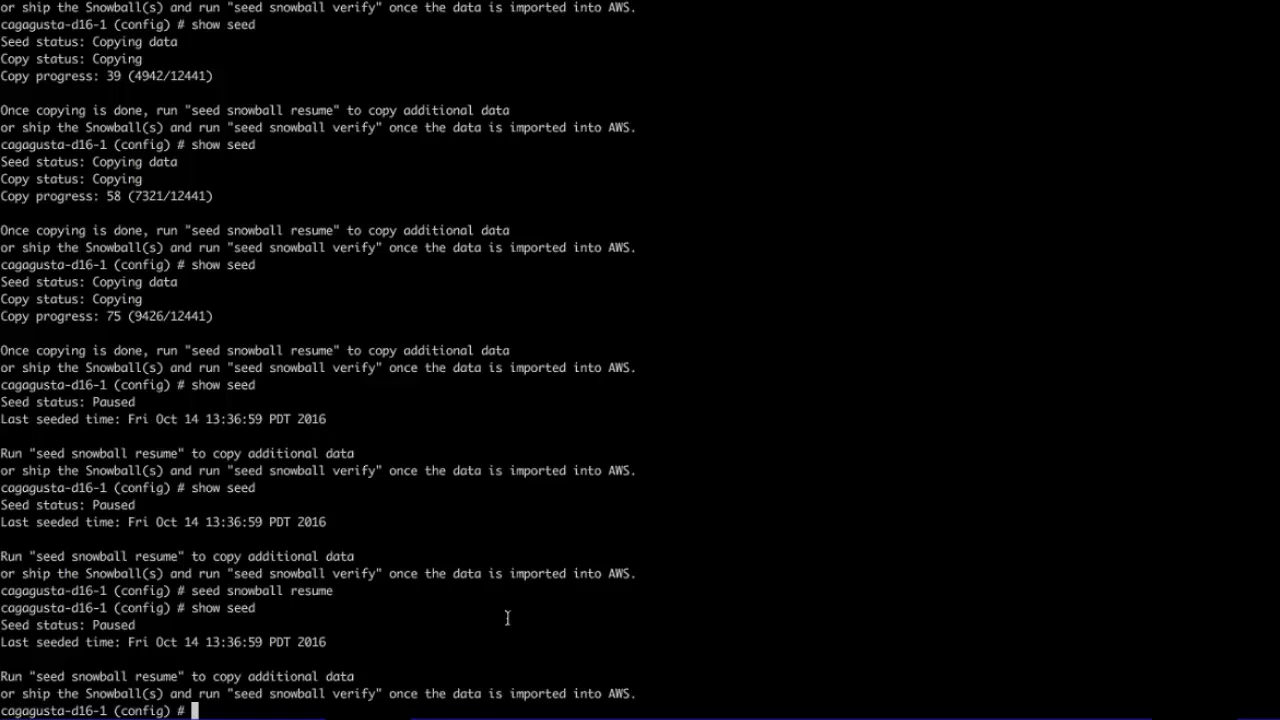 or ship the Snowball(s) and run "seed snowball verify" once the data is imported into AWS.
cagagusta-d16-1 (config) # show seed
Seed status: Copying data
Copy status: Copying
Copy progress: 39 (4942/12441)
Once copying is done, run "seed snowball resume" to copy additional data
or ship the Snowball(s) and run "seed snowball verify" once the data is imported into AWS.
cagagusta-d16-1 (config) # show seed
Seed status: Copying data
Copy status: Copying
Copy progress: 58 (7321/12441)
Once copying is done, run "seed snowball resume" to copy additional data
or ship the Snowball(s) and run "seed snowball verify" once the data is imported into AWS.
cagagusta-d16-1 (config) # show seed
Seed status: Copying data
Copy status: Copying
Copy progress: 75 (9426/12441)
Once copying is done, run "seed snowball resume" to copy additional data
or ship the Snowball(s) and run "seed snowball verify" once the data is imported into AWS.
cagagusta-d16-1 (config) # show seed
Seed status: Paused
Last seeded time: Fri Oct 14 13:36:59 PDT 2016
Run "seed snowball resume" to copy additional data
or ship the Snowball(s) and run "seed snowball verify" once the data is imported into AWS.
cagagusta-d16-1 (config) # show seed
Seed status: Paused
Last seeded time: Fri Oct 14 13:36:59 PDT 2016
Run "seed snowball resume" to copy additional data
or ship the Snowball(s) and run "seed snowball verify" once the data is imported into AWS.
cagagusta-d16-1 (config) # seed snowball resume
cagagusta-d16-1 (config) # show seed
Seed status: Paused
Last seeded time: Fri Oct 14 13:36:59 PDT 2016
Run "seed snowball resume" to copy additional data
or ship the Snowball(s) and run "seed snowball verify" once the data is imported into AWS.
cagagusta-d16-1 (config) #